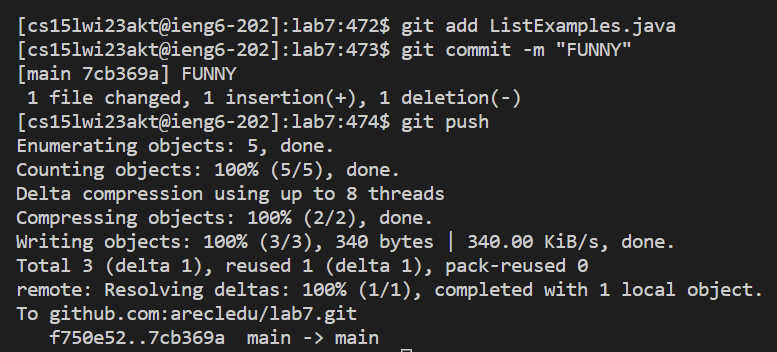 [cs15lwi23akt@ieng6-202]:lab7:472$ git add ListExamples.java
[cs15lwi23akt@ieng6-202]:lab7:473$ git commit -m "FUNNY"
[main 7cb369a] FUNNY
 1 file changed, 1 insertion(+), 1 deletion(-)
[cs15lwi23akt@ieng6-202]:lab7:474$ git push
Enumerating objects: 5, done.
Counting objects: 100% (5/5), done.
Delta compression using up to 8 threads
Compressing objects: 100% (2/2), done.
Writing objects: 100% (3/3), 340 bytes | 340.00 KiB/s, done.
Total 3 (delta 1), reused 1 (delta 1), pack-reused 0
remote: Resolving deltas: 100% (1/1), completed with 1 local object.
To github.com:arecledu/lab7.git
   f750e52..7cb369a  main -> main